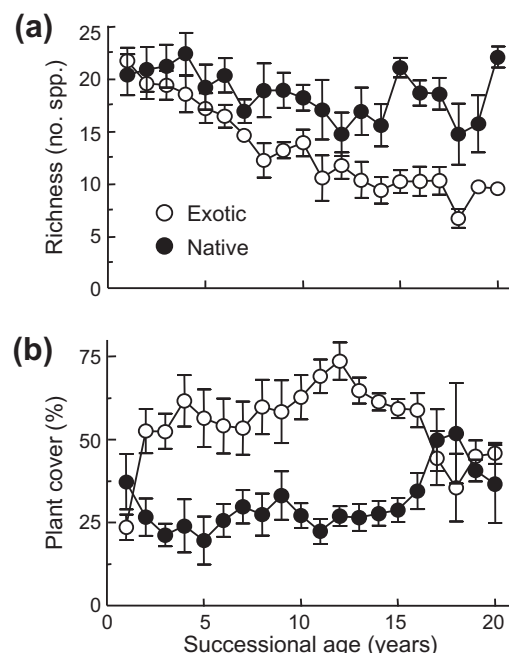 (a)
25
20
15
10
5
0
Richness (no. spp.)
Exotic
Native
(b)
75
50
25
0
Plant cover (%)
0 5 10 15 20
Successional age (years)